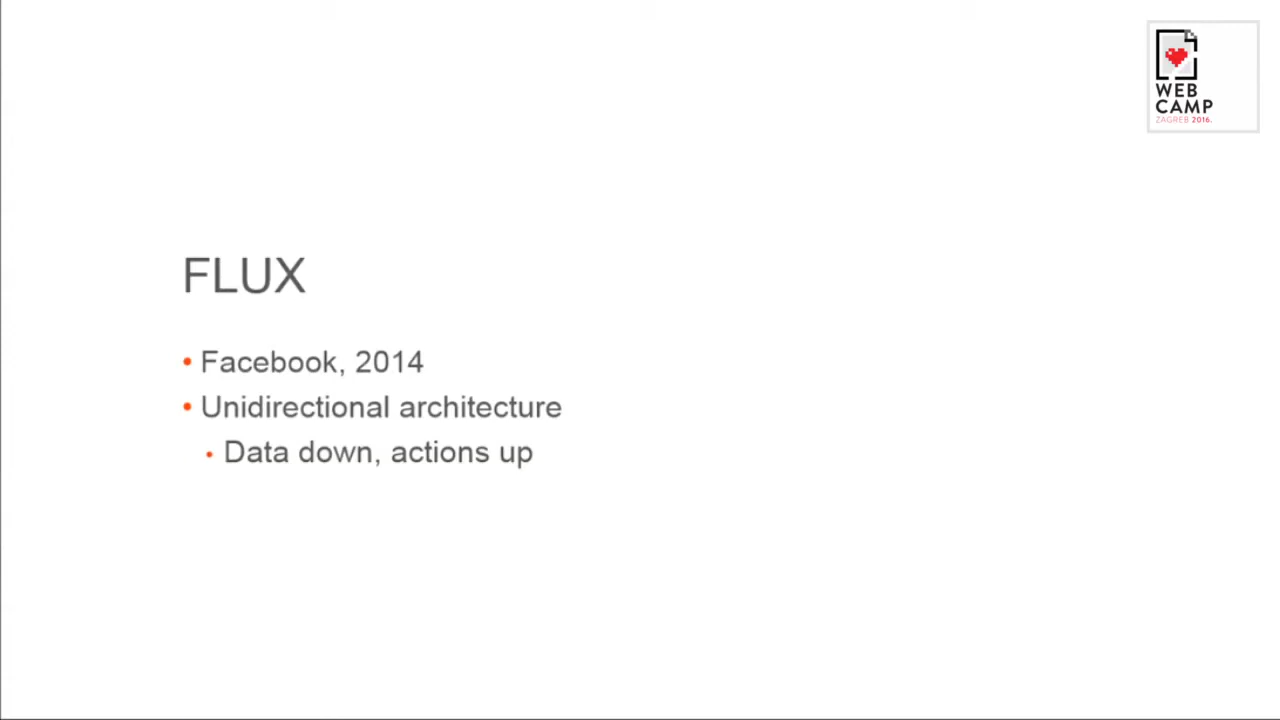 WEB
CAMP
ZAGREB 2016.
FLUX
• Facebook, 2014
• Unidirectional architecture
• Data down, actions up